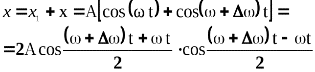 x = x₁ + x = A[cos(ω t) + cos(ω + Δω) t] =
= 2A cos (ω + Δω) t + ω t / 2 · cos (ω + Δω) t − ωt / 2